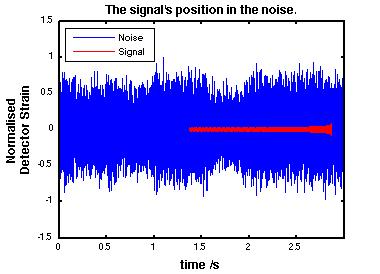 The signal's position in the noise.
1.5
Noise
Signal
1
0.5
0
-0.5
-1
-1.5
Normalised
Detector Strain
0 0.5 1 1.5 2 2.5
time /s